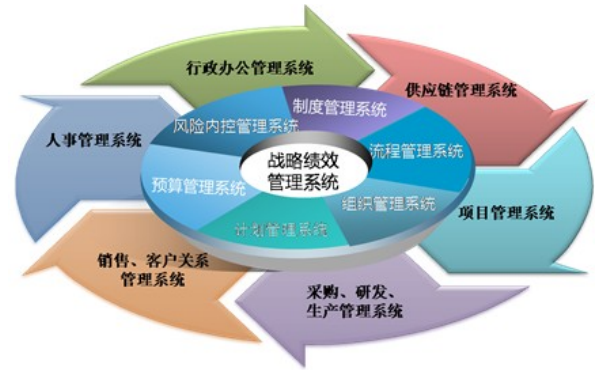 行政办公管理系统
供应链管理系统
制度管理系统
风险内控管理系统
人事管理系统
流程管理系统
战略绩效
管理系统
预算管理系统
组织管理系统
项目管理系统
计划管理系统
销售、客户关系
管理系统
采购、研发、
生产管理系统